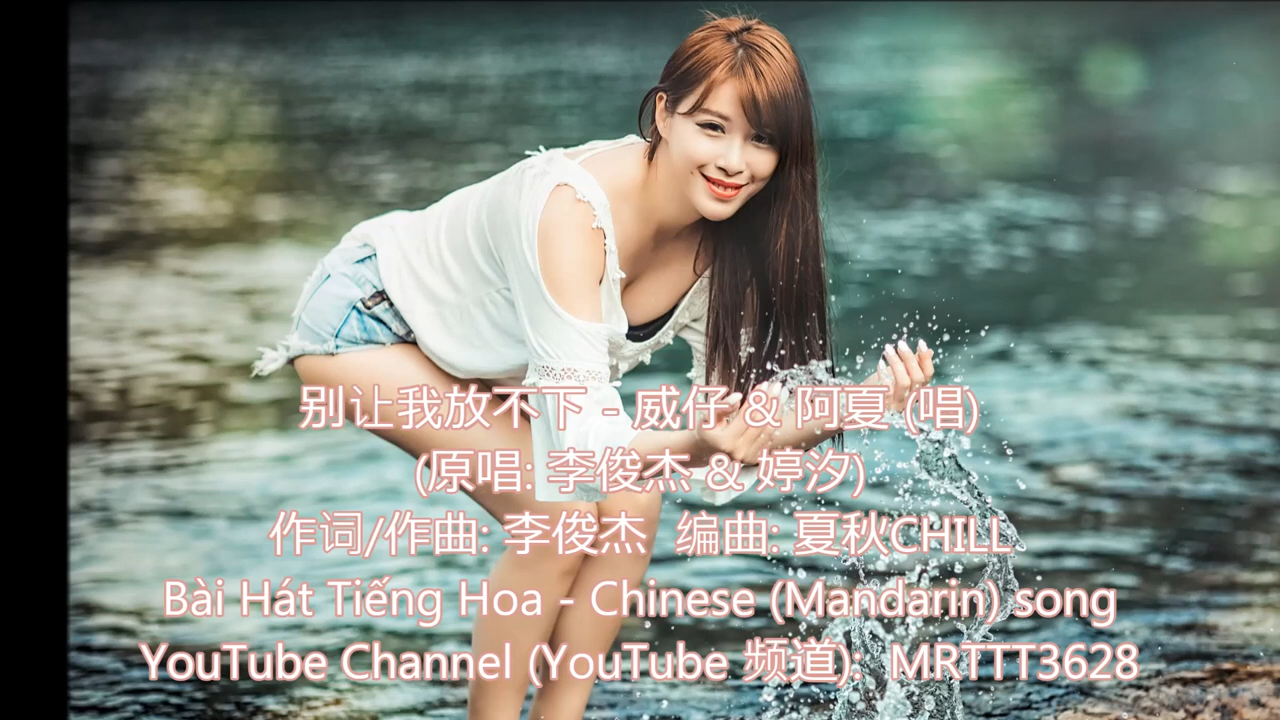 别让我放不下 - 威仔 & 阿夏 (唱)
(原唱: 李俊杰 & 婷汐)
作词/作曲: 李俊杰 编曲: 夏秋CHILL
Bài Hát Tiếng Hoa - Chinese (Mandarin) song
YouTube Channel (YouTube 频道): MRTTT3628